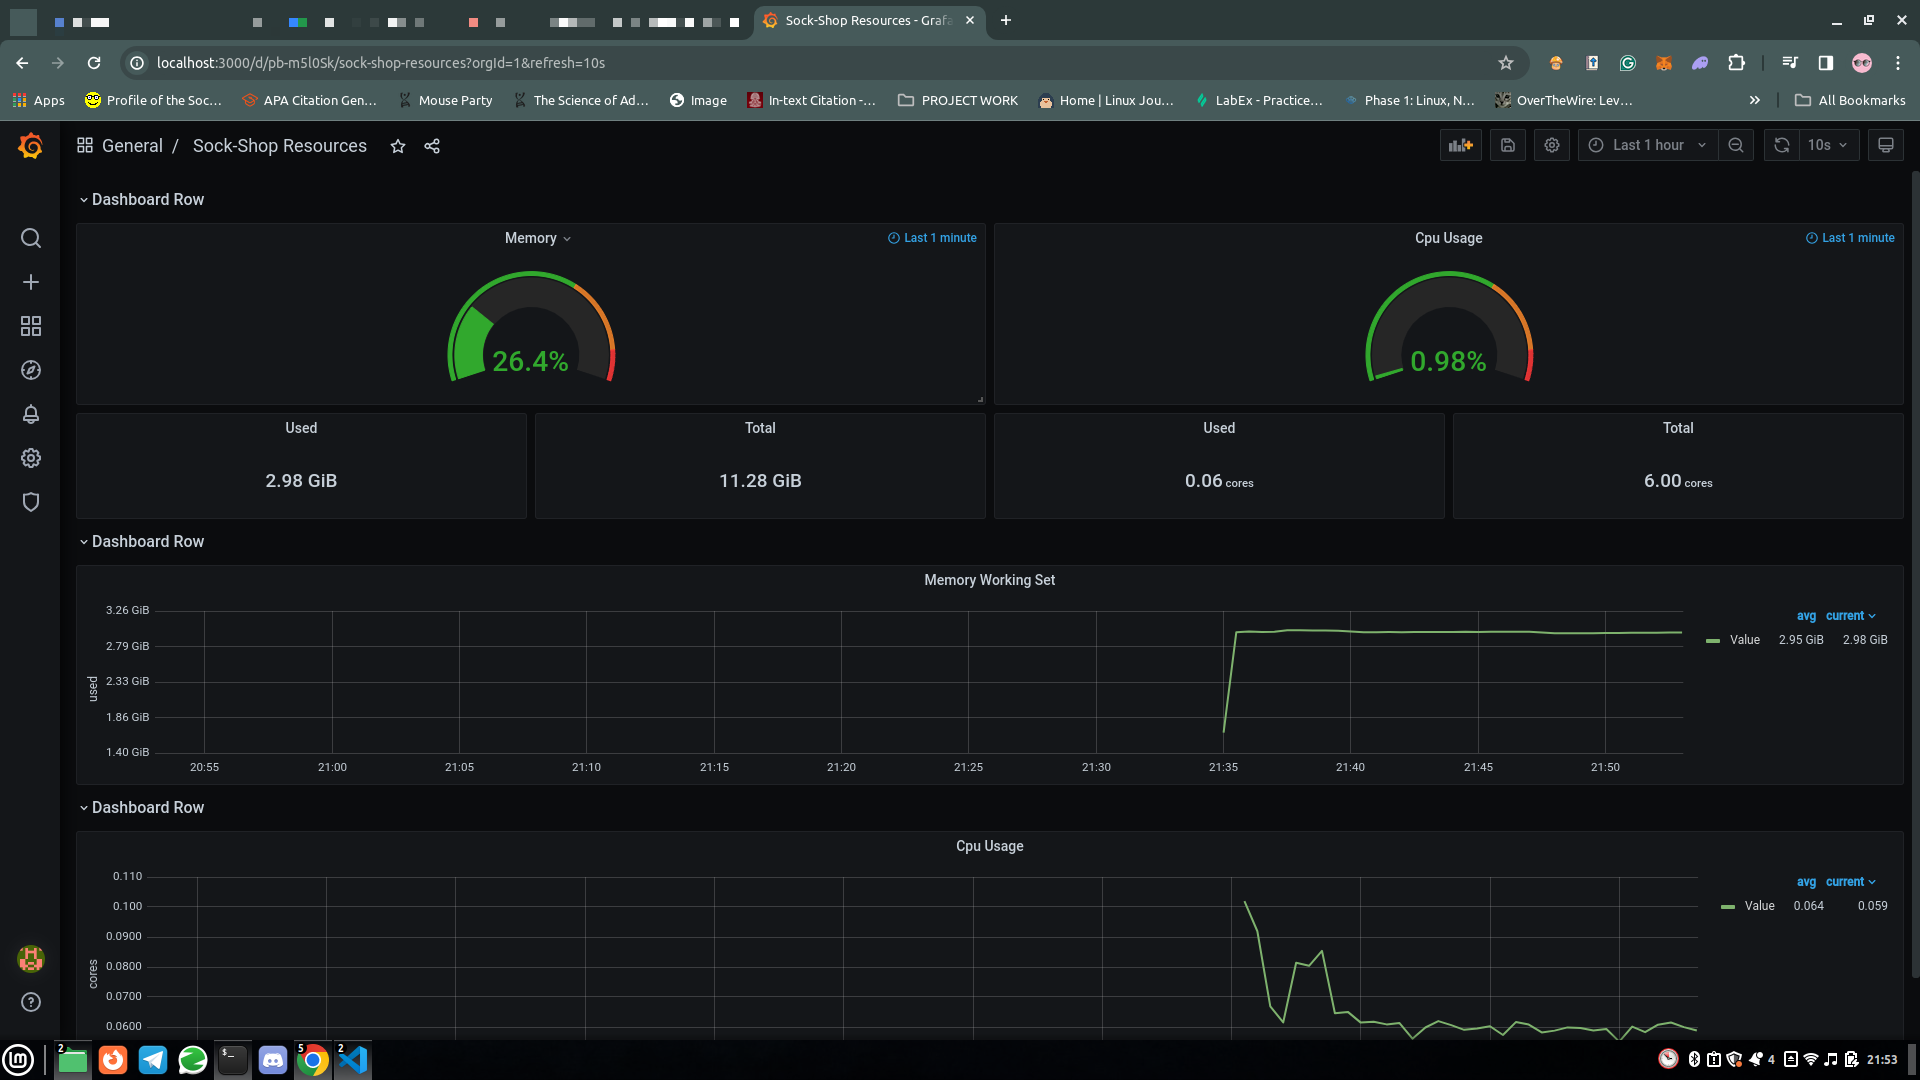 Sock-Shop Resources - Grafa
localhost:3000/d/pb-m5l0Sk/sock-shop-resources?orgId=1&refresh=10s
Apps Profile of the Soc... APA Citation Gen... Mouse Party The Science of Ad... Image In-text Citation -... PROJECT WORK Home | Linux Jou... LabEx - Practice... Phase 1: Linux, N... OverTheWire: Lev... » All Bookmarks
General / Sock-Shop Resources Last 1 hour 10s
Dashboard Row
Memory Last 1 minute Cpu Usage Last 1 minute
26.4% 0.98%
Used Total Used Total
2.98 GiB 11.28 GiB 0.06 cores 6.00 cores
Dashboard Row
Memory Working Set
used
3.26 GiB
2.79 GiB
2.33 GiB
1.86 GiB
1.40 GiB
20:55 21:00 21:05 21:10 21:15 21:20 21:25 21:30 21:35 21:40 21:45 21:50
avg current
Value 2.95 GiB 2.98 GiB
Dashboard Row
Cpu Usage
cores
0.110
0.100
0.0900
0.0800
0.0700
0.0600
avg current
Value 0.064 0.059
2 5 2 4 21:53